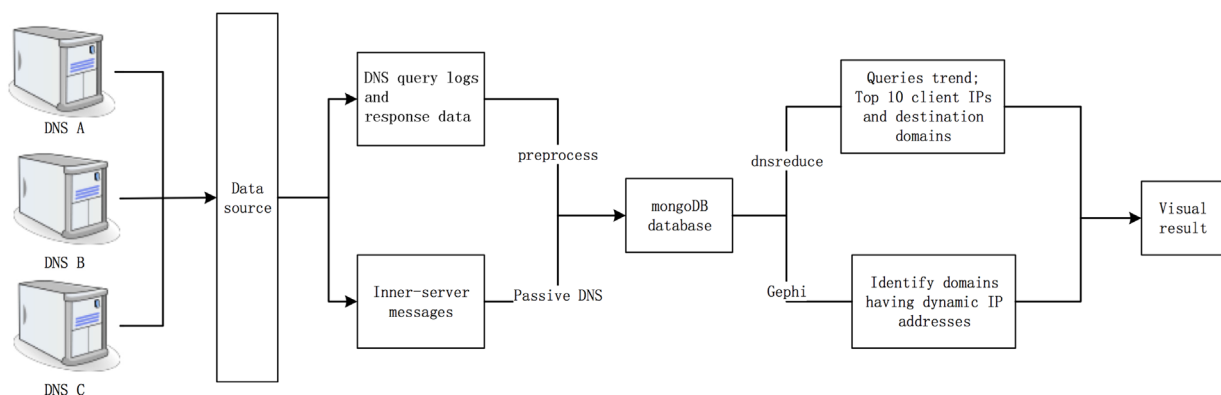 DNS A
DNS B
DNS C
Data
source
DNS query logs
and
response data
Inner-server
messages
preprocess
Passive DNS
mongoDB
database
dnsreduce
Gephi
Queries trend;
Top 10 client IPs
and destination
domains
Identify domains
having dynamic IP
addresses
Visual
result